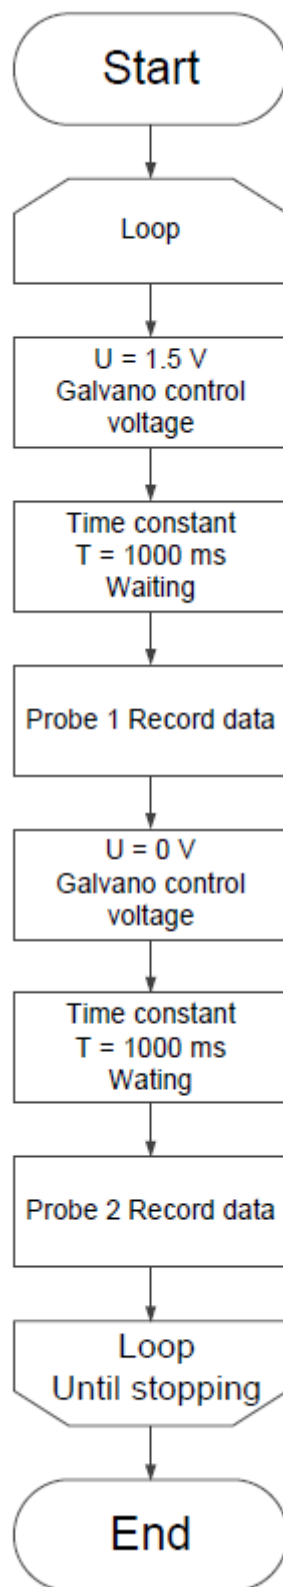 Start
Loop
U = 1.5 V
Galvano control
voltage
Time constant
T = 1000 ms
Waiting
Probe 1 Record data
U = 0 V
Galvano control
voltage
Time constant
T = 1000 ms
Wating
Probe 2 Record data
Loop
Until stopping
End